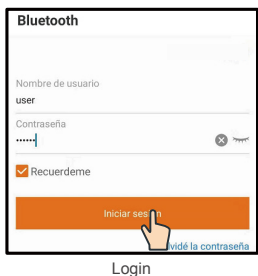 Bluetooth
Nombre de usuario
user
Contraseña
••••••
Recuerdeme
Iniciar
la contraseña
Login